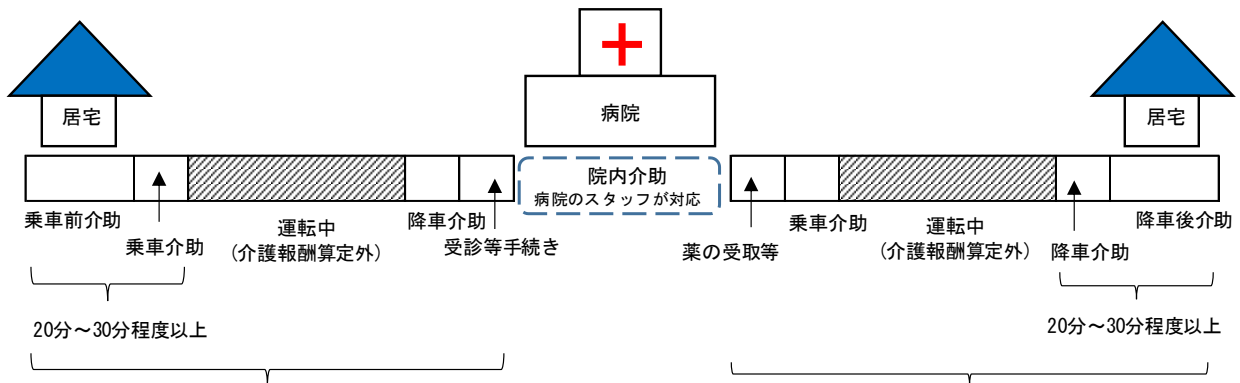 居宅
病院
居宅
院内介助
病院のスタッフが対応
乗車前介助
乗車介助
運転中
(介護報酬算定外)
降車介助
受診等手続き
薬の受取等
乗車介助
運転中
(介護報酬算定外)
降車介助
降車後介助
20分～30分程度以上
20分～30分程度以上